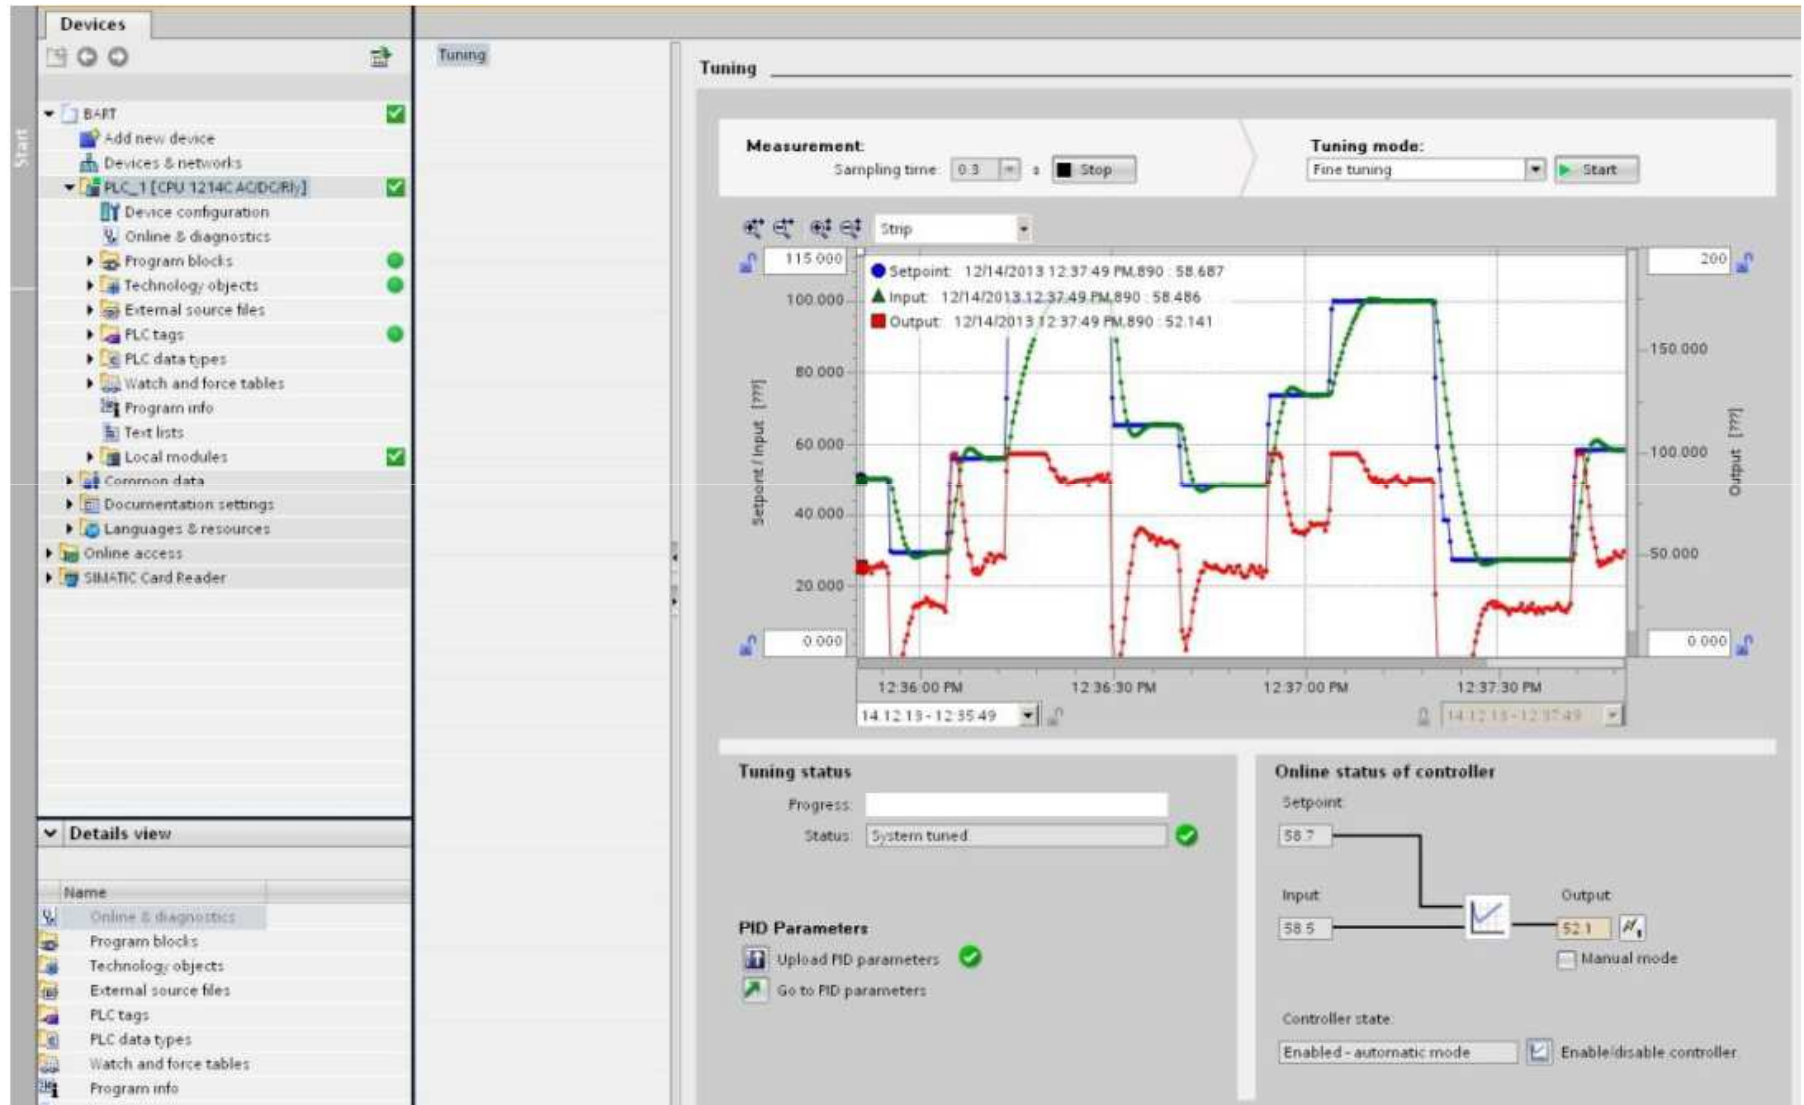 Start
Devices
BART
Add new device
Devices & networks
PLC_1 [CPU 1214C AC/DC/Rly]
Device configuration
Online & diagnostics
Program blocks
Technology objects
External source files
PLC tags
PLC data types
Watch and force tables
Program info
Text lists
Local modules
Common data
Documentation settings
Languages & resources
Online access
SIMATIC Card Reader
Details view
Name
Online & diagnostics
Program blocks
Technology objects
External source files
PLC tags
PLC data types
Watch and force tables
Program info
Tuning
Tuning
Measurement:
Sampling time: 0.3 s Stop
Tuning mode:
Fine tuning Start
Strip
115.000
100.000
80.000
60.000
40.000
20.000
0.000
Setpoint / Input [???]
Setpoint: 12/14/2013 12:37:49 PM,890 : 58.687
Input: 12/14/2013 12:37:49 PM,890 : 58.486
Output: 12/14/2013 12:37:49 PM,890 : 52.141
200
150.000
100.000
50.000
0.000
Output [???]
12:36:00 PM 12:36:30 PM 12:37:00 PM 12:37:30 PM
14.12.13 - 12:35:49 14.12.13 - 12:37:49
Tuning status
Progress:
Status: System tuned
PID Parameters
Upload PID parameters
Go to PID parameters
Online status of controller
Setpoint:
58.7
Input: Output:
58.5 52.1
Manual mode
Controller state:
Enabled - automatic mode Enable/disable controller